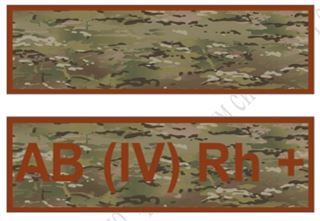 AB (IV) Rh +